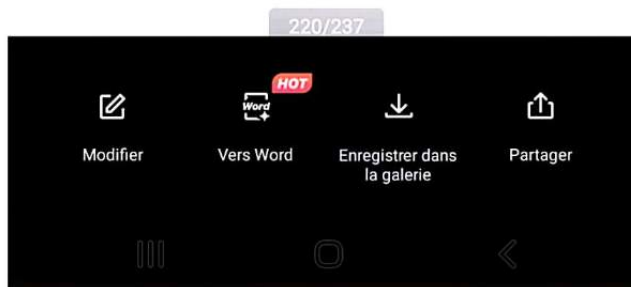 220/237
HOT
Word
Modifier
Vers Word
Enregistrer dans
la galerie
Partager